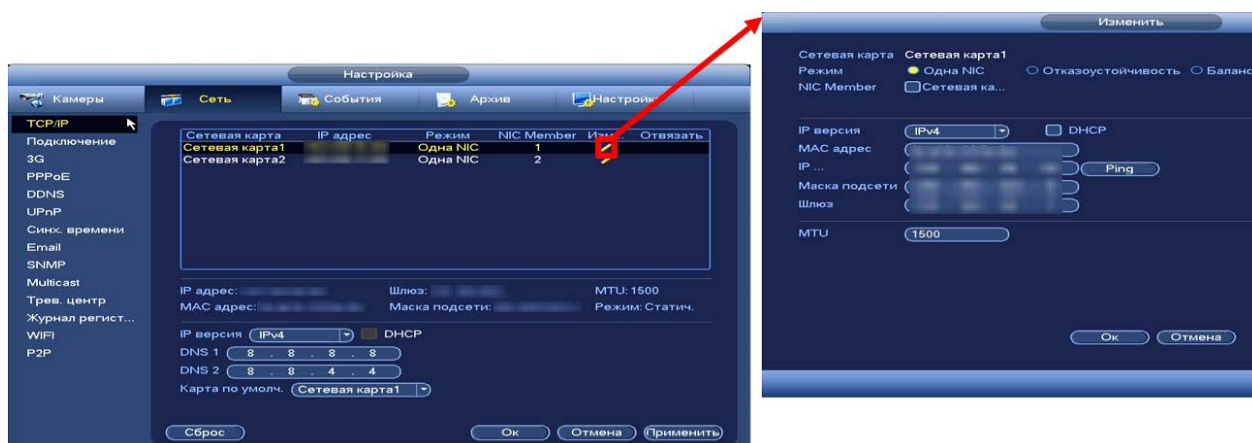 Настройка
Камеры Сеть События Архив Настройк
TCP/IP
Подключение
3G
PPPoE
DDNS
UPnP
Синх. времени
Email
SNMP
Multicast
Трев. центр
Журнал регист...
WIFI
P2P
Сетевая карта IP адрес Режим NIC Member Изм... Отвязать
Сетевая карта1 Одна NIC 1
Сетевая карта2 Одна NIC 2
IP адрес: Шлюз: MTU: 1500
MAC адрес: Маска подсети: Режим: Статич.
IP версия IPv4 DHCP
DNS 1 8 . 8 . 8 . 8
DNS 2 8 . 8 . 4 . 4
Карта по умолч. Сетевая карта1
Сброс Ок Отмена Применить
Изменить
Сетевая карта Сетевая карта1
Режим Одна NIC Отказоустойчивость Баланс
NIC Member Сетевая ка...
IP версия IPv4 DHCP
MAC адрес
IP ... Ping
Маска подсети
Шлюз
MTU 1500
Ок Отмена